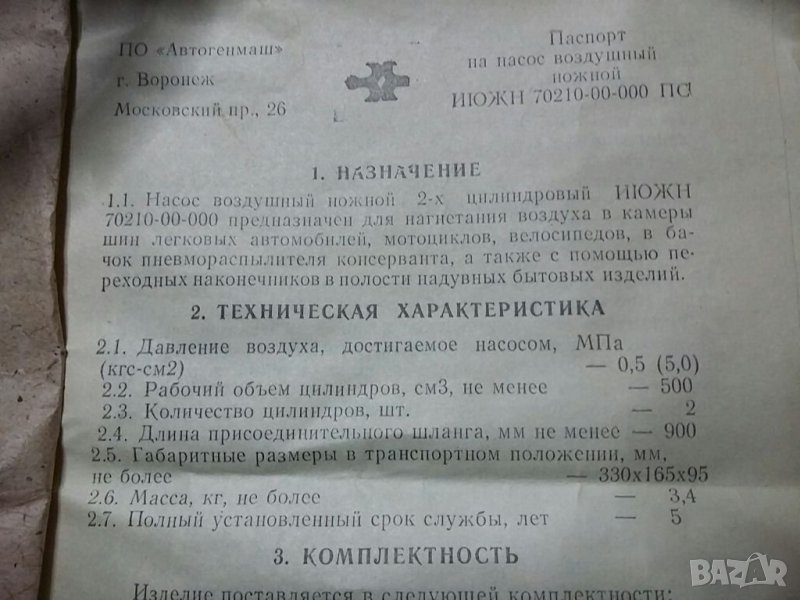 ПО «Автогенмаш»
г. Воронеж
Московский пр., 26
Паспорт
на насос воздушный
ножной
ИЮЖН 70210-00-000 ПС
1. НАЗНАЧЕНИЕ
1.1. Насос воздушный ножной 2-х цилиндровый ИЮЖН
70210-00-000 предназначен для нагнетания воздуха в камеры
шин легковых автомобилей, мотоциклов, велосипедов, в ба-
чок пневмораспылителя консерванта, а также с помощью пе-
реходных наконечников в полости надувных бытовых изделий.
2. ТЕХНИЧЕСКАЯ ХАРАКТЕРИСТИКА
2.1. Давление воздуха, достигаемое насосом, МПа
(кгс-см2) — 0,5 (5,0)
2.2. Рабочий объем цилиндров, см3, не менее — 500
2.3. Количество цилиндров, шт. — 2
2.4. Длина присоединительного шланга, мм не менее — 900
2.5. Габаритные размеры в транспортном положении, мм,
не более — 330х165х95
2.6. Масса, кг, не более — 3,4
2.7. Полный установленный срок службы, лет — 5
3. КОМПЛЕКТНОСТЬ
Изделие поставляется в следующей комплектности:
BAZAR